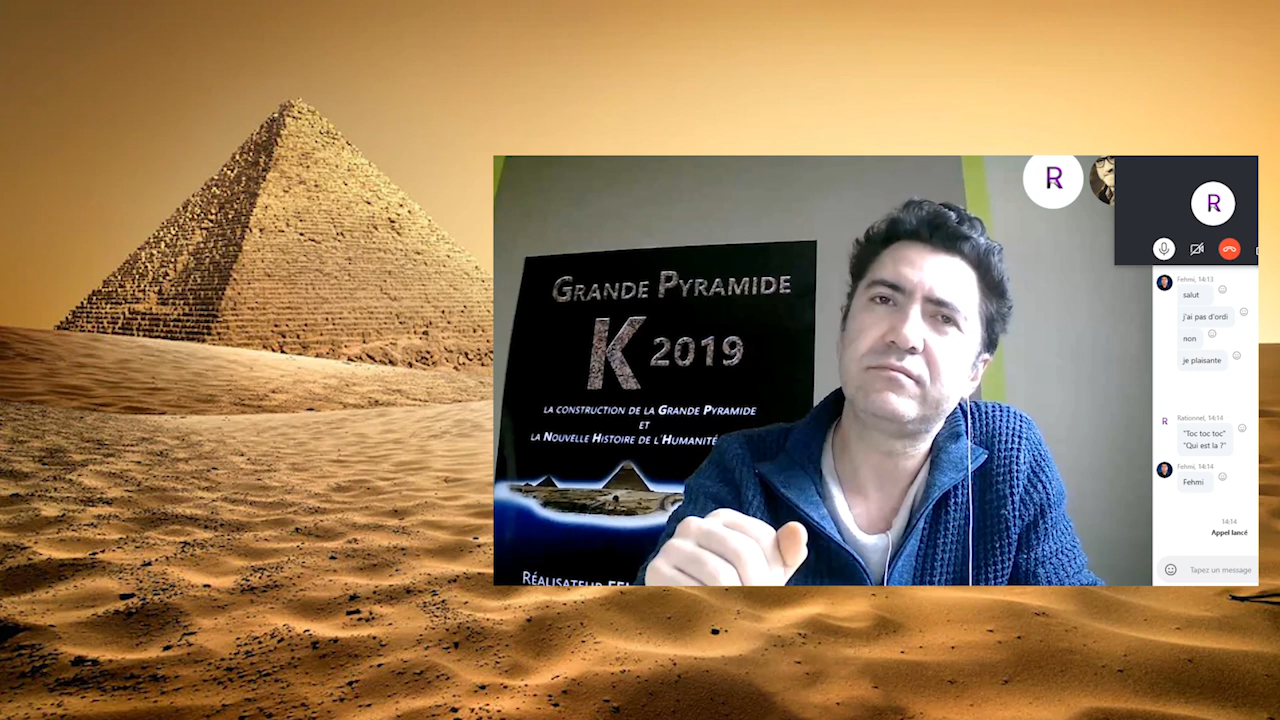 GRANDE PYRAMIDE
K 2019
LA CONSTRUCTION DE LA GRANDE PYRAMIDE
ET
LA NOUVELLE HISTOIRE DE L'HUMANITÉ
RÉALISATEUR
R
R
Fehmi, 14:13
salut
j'ai pas d'ordi
non
je plaisante
R
Rationnel, 14:14
"Toc toc toc"
"Qui est la ?"
Fehmi, 14:14
Fehmi
14:14
Appel lancé
Tapez un message